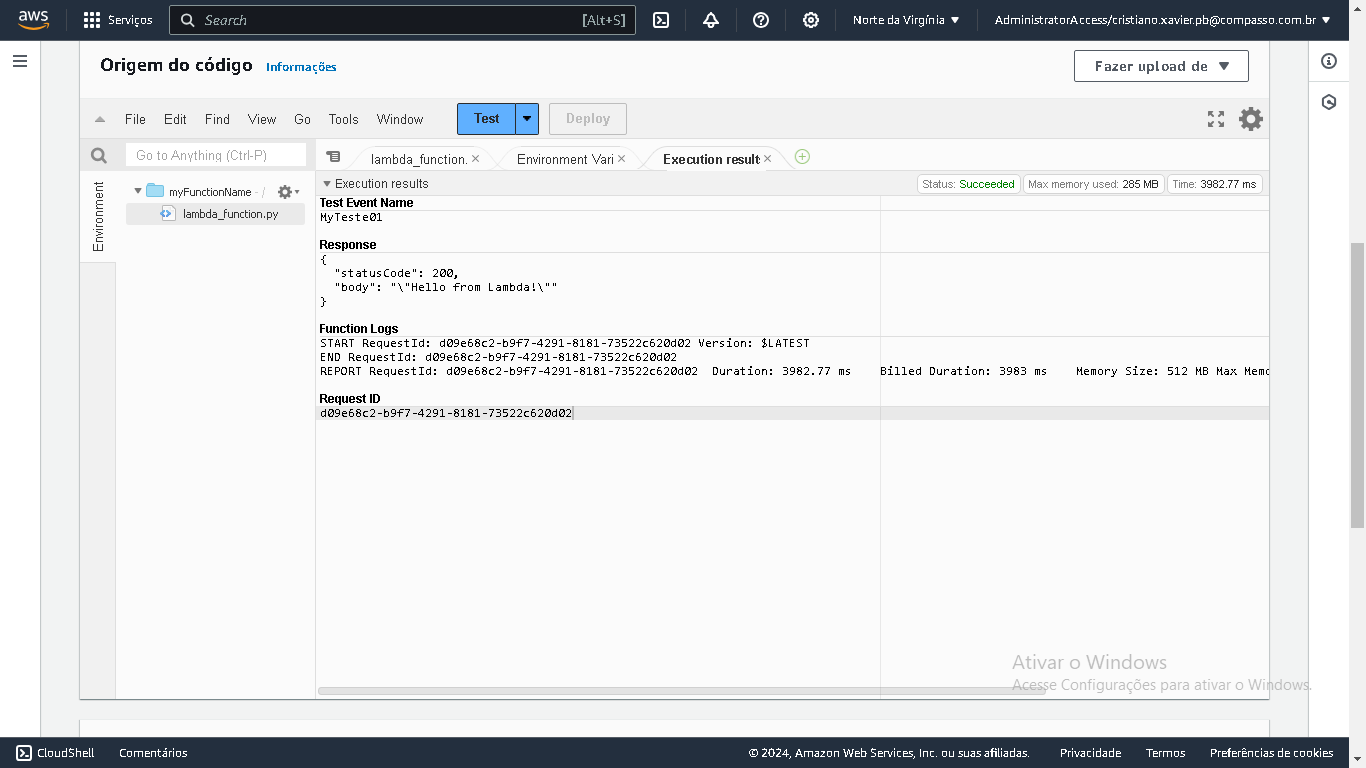 aws Serviços Search [Alt+S] Norte da Virgínia AdministratorAccess/cristiano.xavier.pb@compasso.com.br
Origem do código Informações Fazer upload de
File Edit Find View Go Tools Window Test Deploy
Go to Anything (Ctrl-P) lambda_function. Environment Vari Execution result
Environment
myFunctionName - /
lambda_function.py
Execution results Status: Succeeded Max memory used: 285 MB Time: 3982.77 ms
Test Event Name
MyTeste01
Response
{
"statusCode": 200,
"body": "\"Hello from Lambda!\""
}
Function Logs
START RequestId: d09e68c2-b9f7-4291-8181-73522c620d02 Version: $LATEST
END RequestId: d09e68c2-b9f7-4291-8181-73522c620d02
REPORT RequestId: d09e68c2-b9f7-4291-8181-73522c620d02 Duration: 3982.77 ms Billed Duration: 3983 ms Memory Size: 512 MB Max Memo
Request ID
d09e68c2-b9f7-4291-8181-73522c620d02
Ativar o Windows
Acesse Configurações para ativar o Windows.
CloudShell Comentários © 2024, Amazon Web Services, Inc. ou suas afiliadas. Privacidade Termos Preferências de cookies